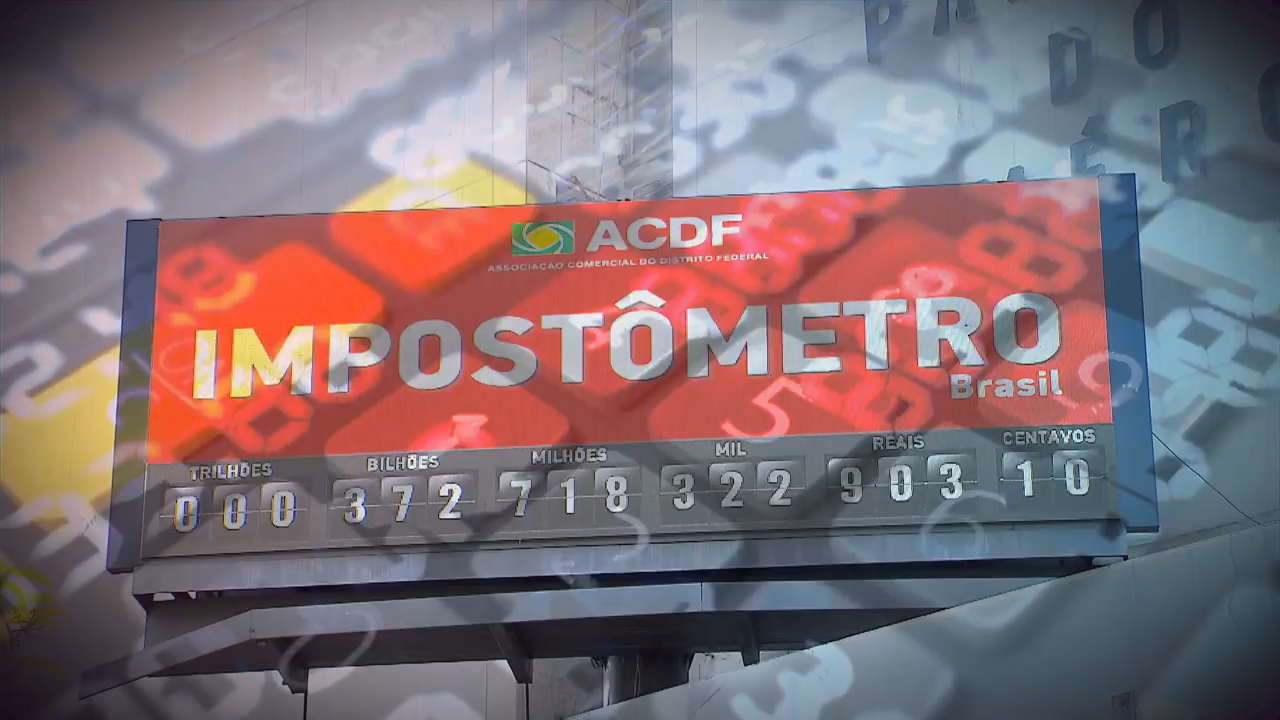 DO
ACDF
ASSOCIAÇÃO COMERCIAL DO DISTRITO FEDERAL
IMPOSTÔMETRO
Brasil
TRILHÕES BILHÕES MILHÕES MIL REAIS CENTAVOS
000 372 718 322 903 10